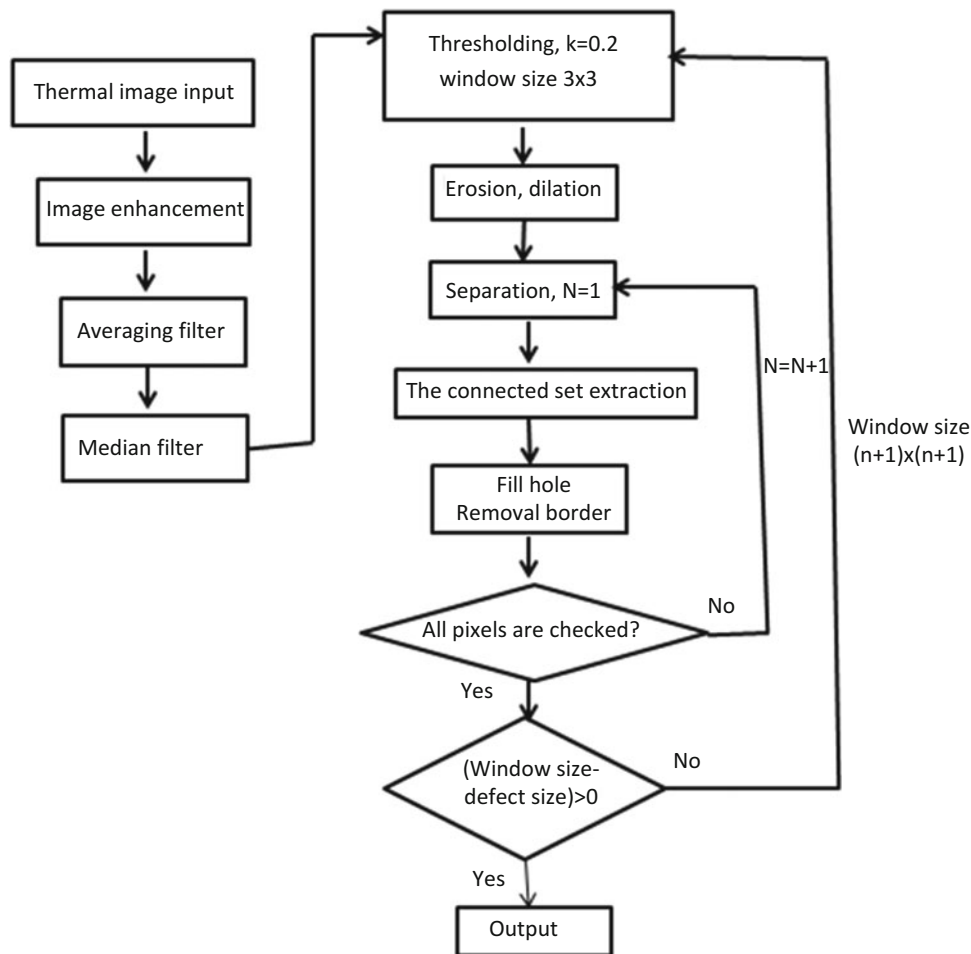 Thermal image input
Image enhancement
Averaging filter
Median filter
Thresholding, k=0.2
window size 3x3
Erosion, dilation
Separation, N=1
The connected set extraction
Fill hole
Removal border
All pixels are checked?
No
N=N+1
Yes
(Window size-
defect size)>0
No
Window size
(n+1)x(n+1)
Yes
Output